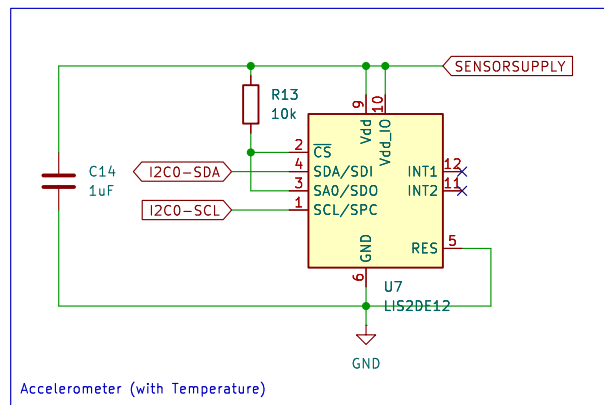 SENSORSUPPLY
R13
10k
9
10
Vdd
Vdd_IO
2
CS
C14
1uF
I2C0-SDA
4
SDA/SDI
INT1
12
3
SA0/SDO
INT2
11
I2C0-SCL
1
SCL/SPC
GND
RES
5
6
U7
LIS2DE12
GND
Accelerometer (with Temperature)